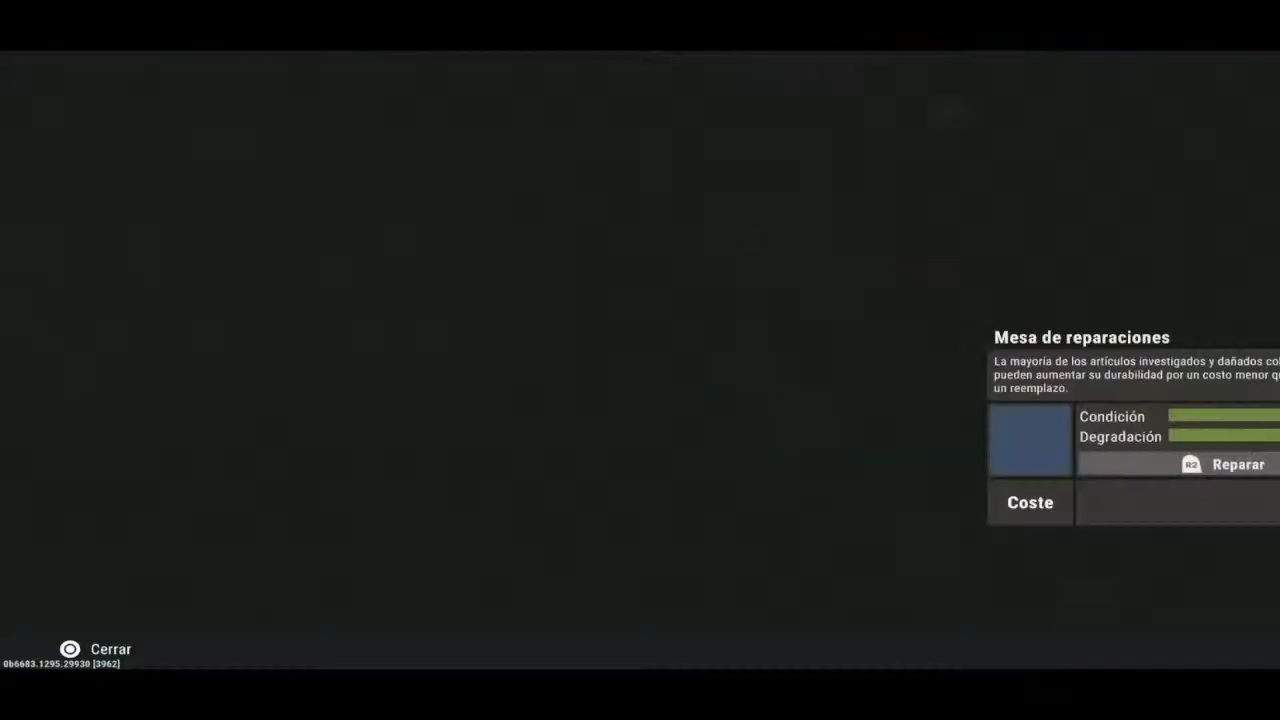 Mesa de reparaciones
La mayoría de los artículos investigados y dañados
pueden aumentar su durabilidad por un costo menor
un reemplazo.
Condición
Degradación
R2 Reparar
Coste
Cerrar
0b6683.1295.29930 [3962]